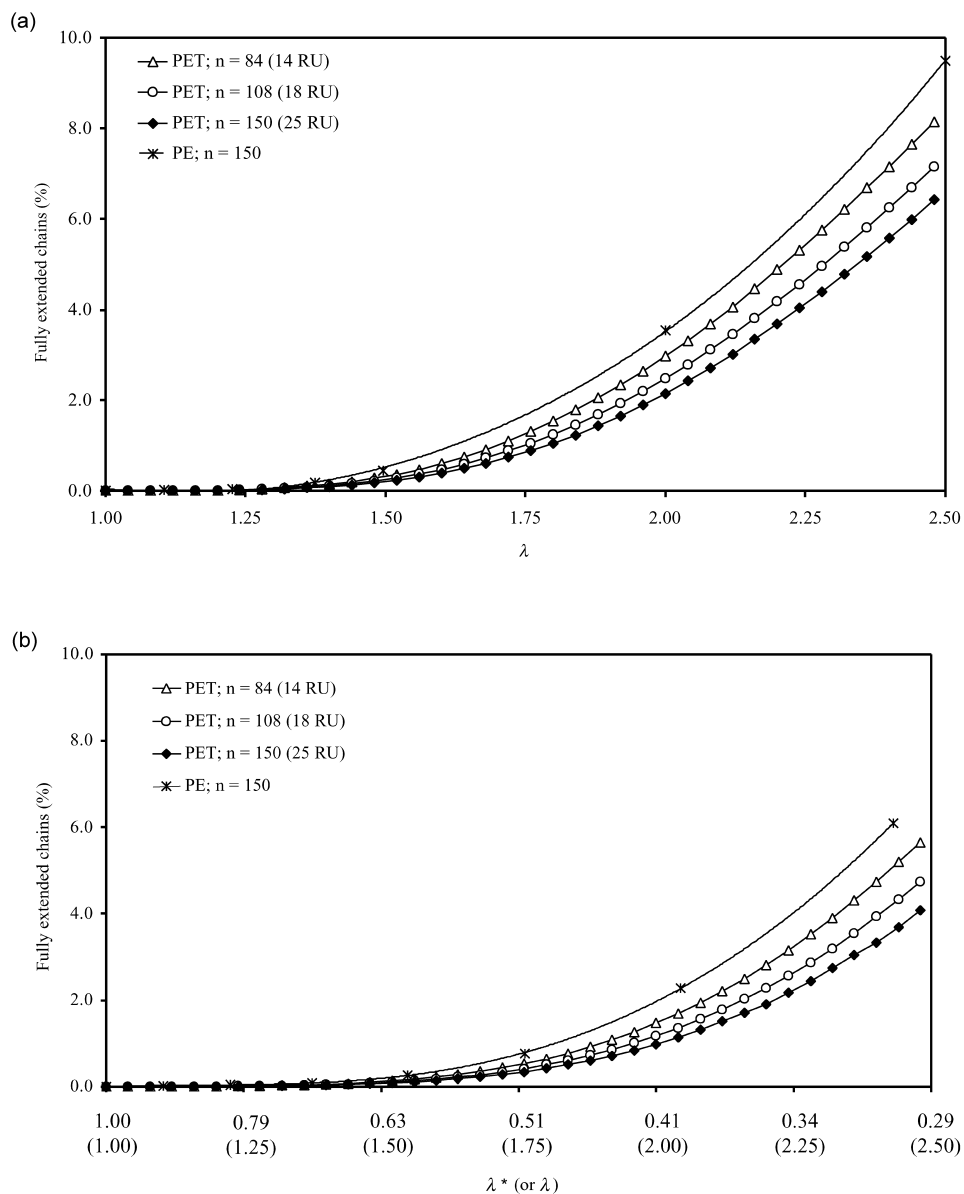 (a)
10.0
8.0
6.0
4.0
2.0
0.0
Fully extended chains (%)
PET; n = 84 (14 RU)
PET; n = 108 (18 RU)
PET; n = 150 (25 RU)
PE; n = 150
1.00 1.25 1.50 1.75 2.00 2.25 2.50
λ
(b)
10.0
8.0
6.0
4.0
2.0
0.0
Fully extended chains (%)
PET; n = 84 (14 RU)
PET; n = 108 (18 RU)
PET; n = 150 (25 RU)
PE; n = 150
1.00 0.79 0.63 0.51 0.41 0.34 0.29
(1.00) (1.25) (1.50) (1.75) (2.00) (2.25) (2.50)
λ * (or λ)